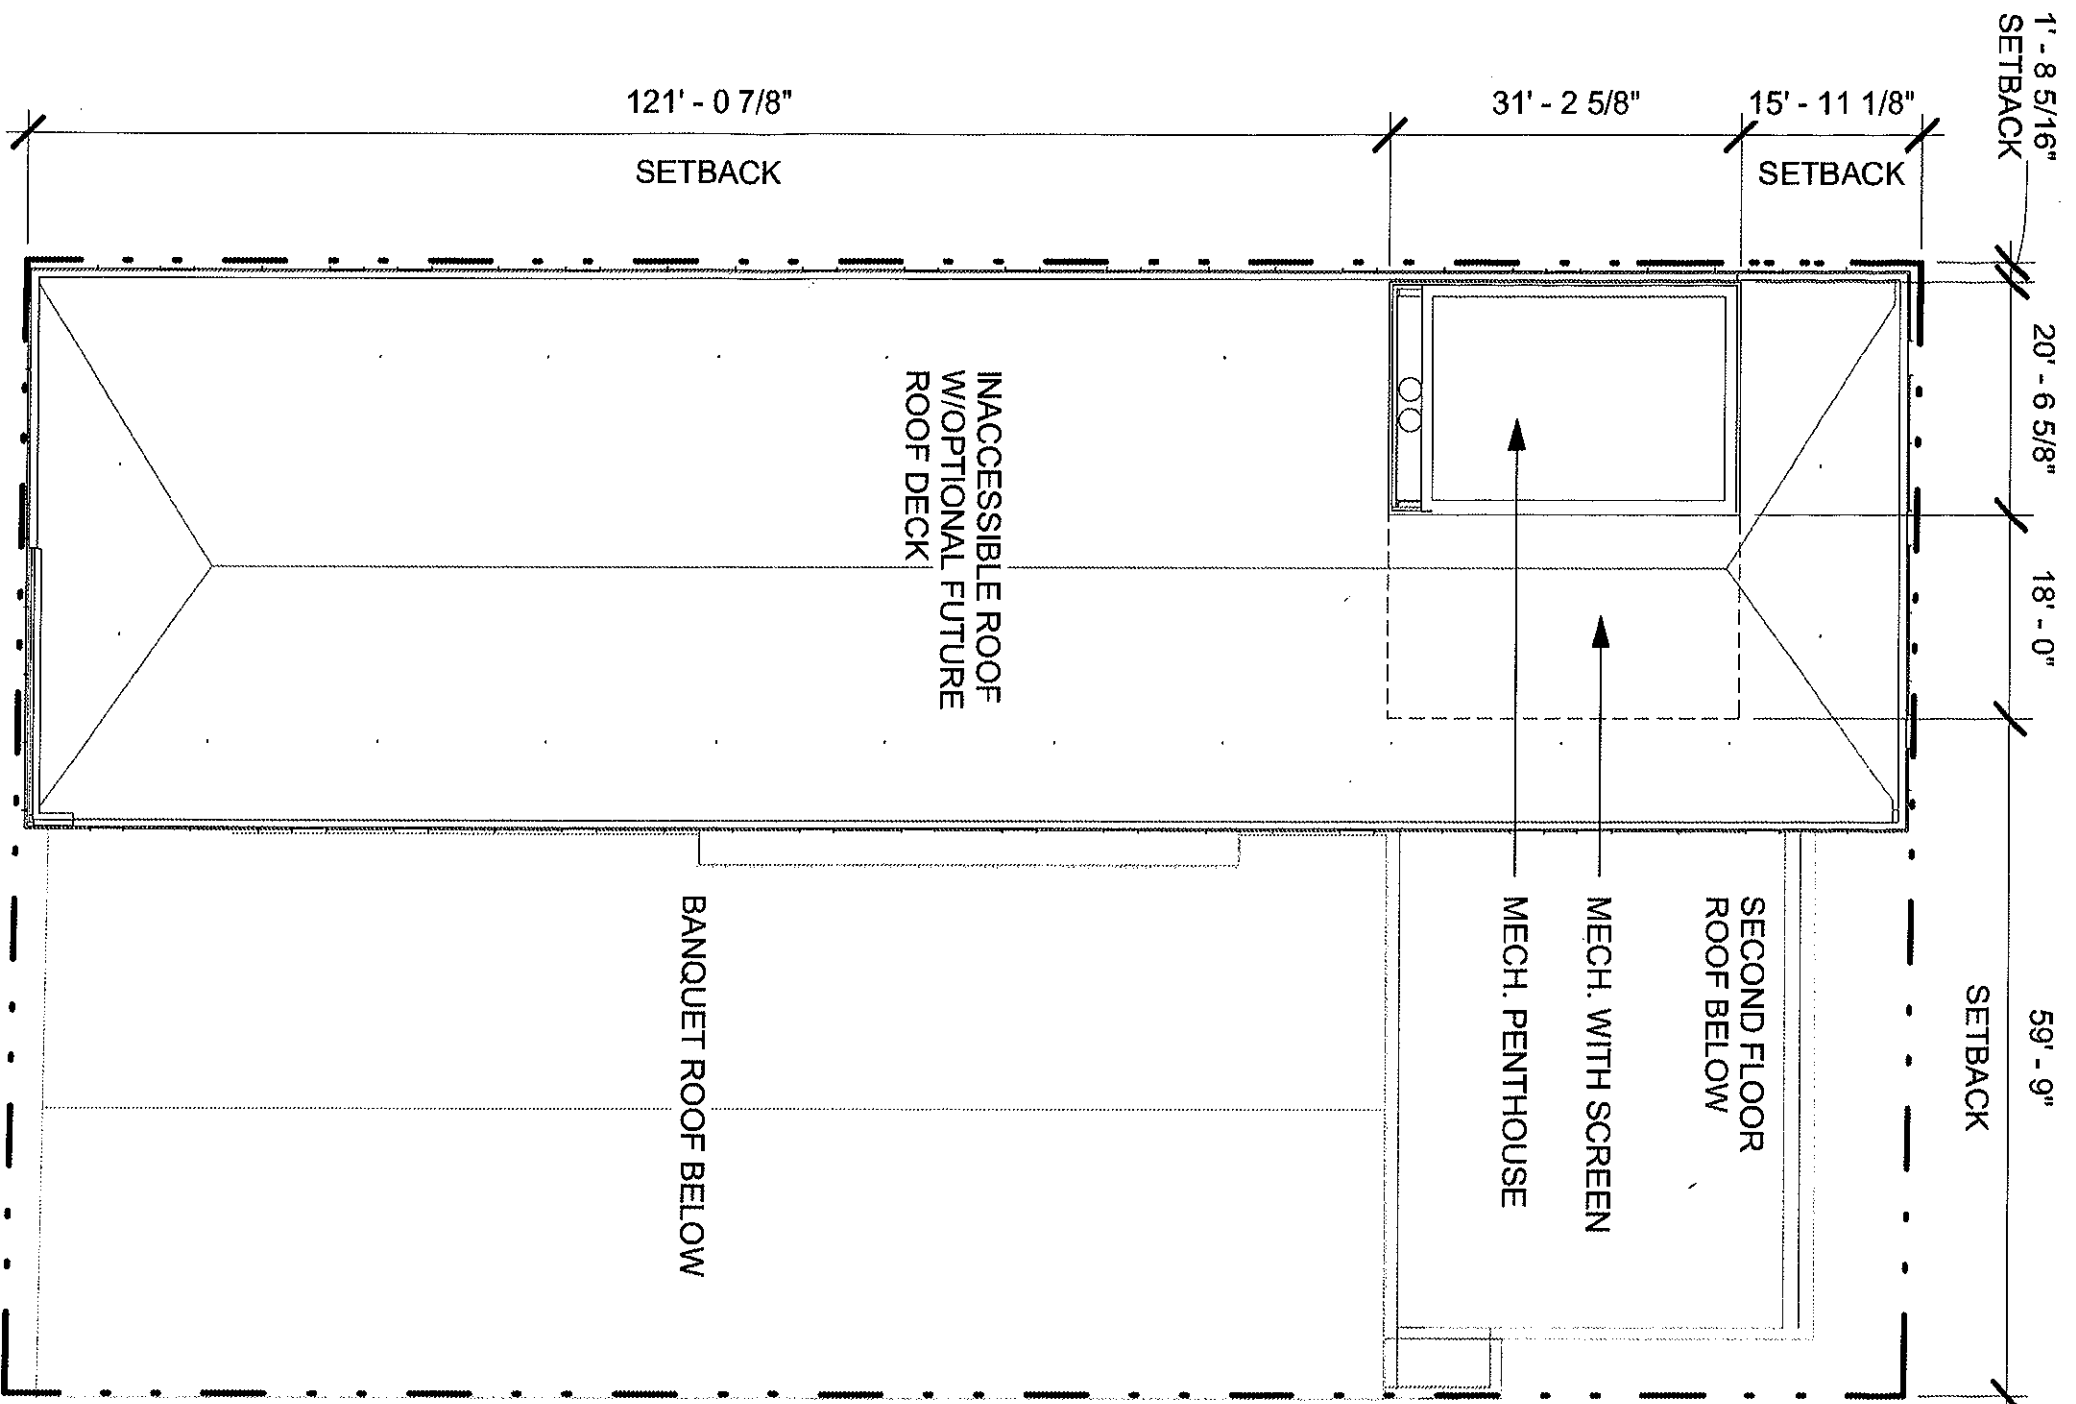 121' - 0 7/8"
31' - 2 5/8"
15' - 11 1/8"
SETBACK
SETBACK
1' - 8 5/16"
SETBACK
20' - 6 5/8"
18' - 0"
59' - 9"
SETBACK
INACCESSIBLE ROOF
W/OPTIONAL FUTURE
ROOF DECK
SECOND FLOOR
ROOF BELOW
MECH. WITH SCREEN
MECH. PENTHOUSE
BANQUET ROOF BELOW